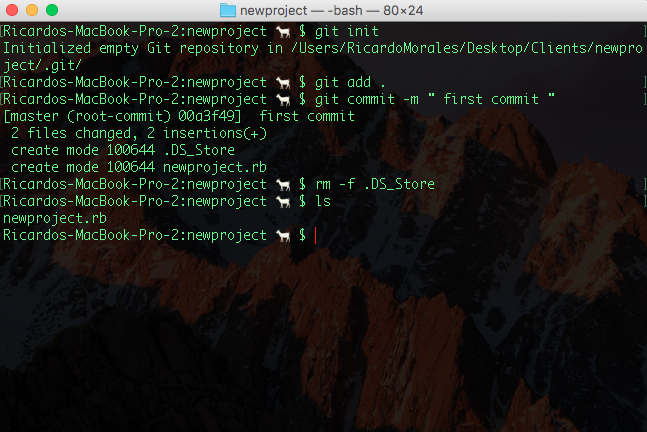 newproject — -bash — 80×24
[Ricardos-MacBook-Pro-2:newproject 🐐 $ git init ]
Initialized empty Git repository in /Users/RicardoMorales/Desktop/Clients/newpro
ject/.git/
[Ricardos-MacBook-Pro-2:newproject 🐐 $ git add . ]
[Ricardos-MacBook-Pro-2:newproject 🐐 $ git commit -m " first commit " ]
[master (root-commit) 00a3f49]  first commit
 2 files changed, 2 insertions(+)
 create mode 100644 .DS_Store
 create mode 100644 newproject.rb
[Ricardos-MacBook-Pro-2:newproject 🐐 $ rm -f .DS_Store ]
[Ricardos-MacBook-Pro-2:newproject 🐐 $ ls ]
newproject.rb
Ricardos-MacBook-Pro-2:newproject 🐐 $